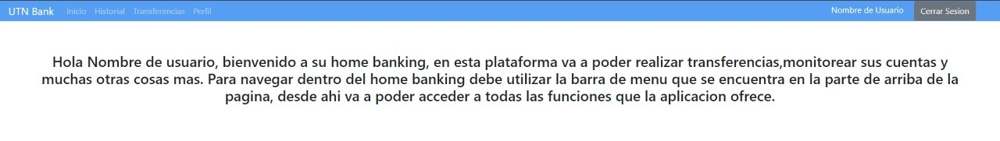 UTN Bank Inicio Historial Transferencias Perfil Nombre de Usuario Cerrar Sesion
Hola Nombre de usuario, bienvenido a su home banking, en esta plataforma va a poder realizar transferencias,monitorear sus cuentas y
muchas otras cosas mas. Para navegar dentro del home banking debe utilizar la barra de menu que se encuentra en la parte de arriba de la
pagina, desde ahi va a poder acceder a todas las funciones que la aplicacion ofrece.